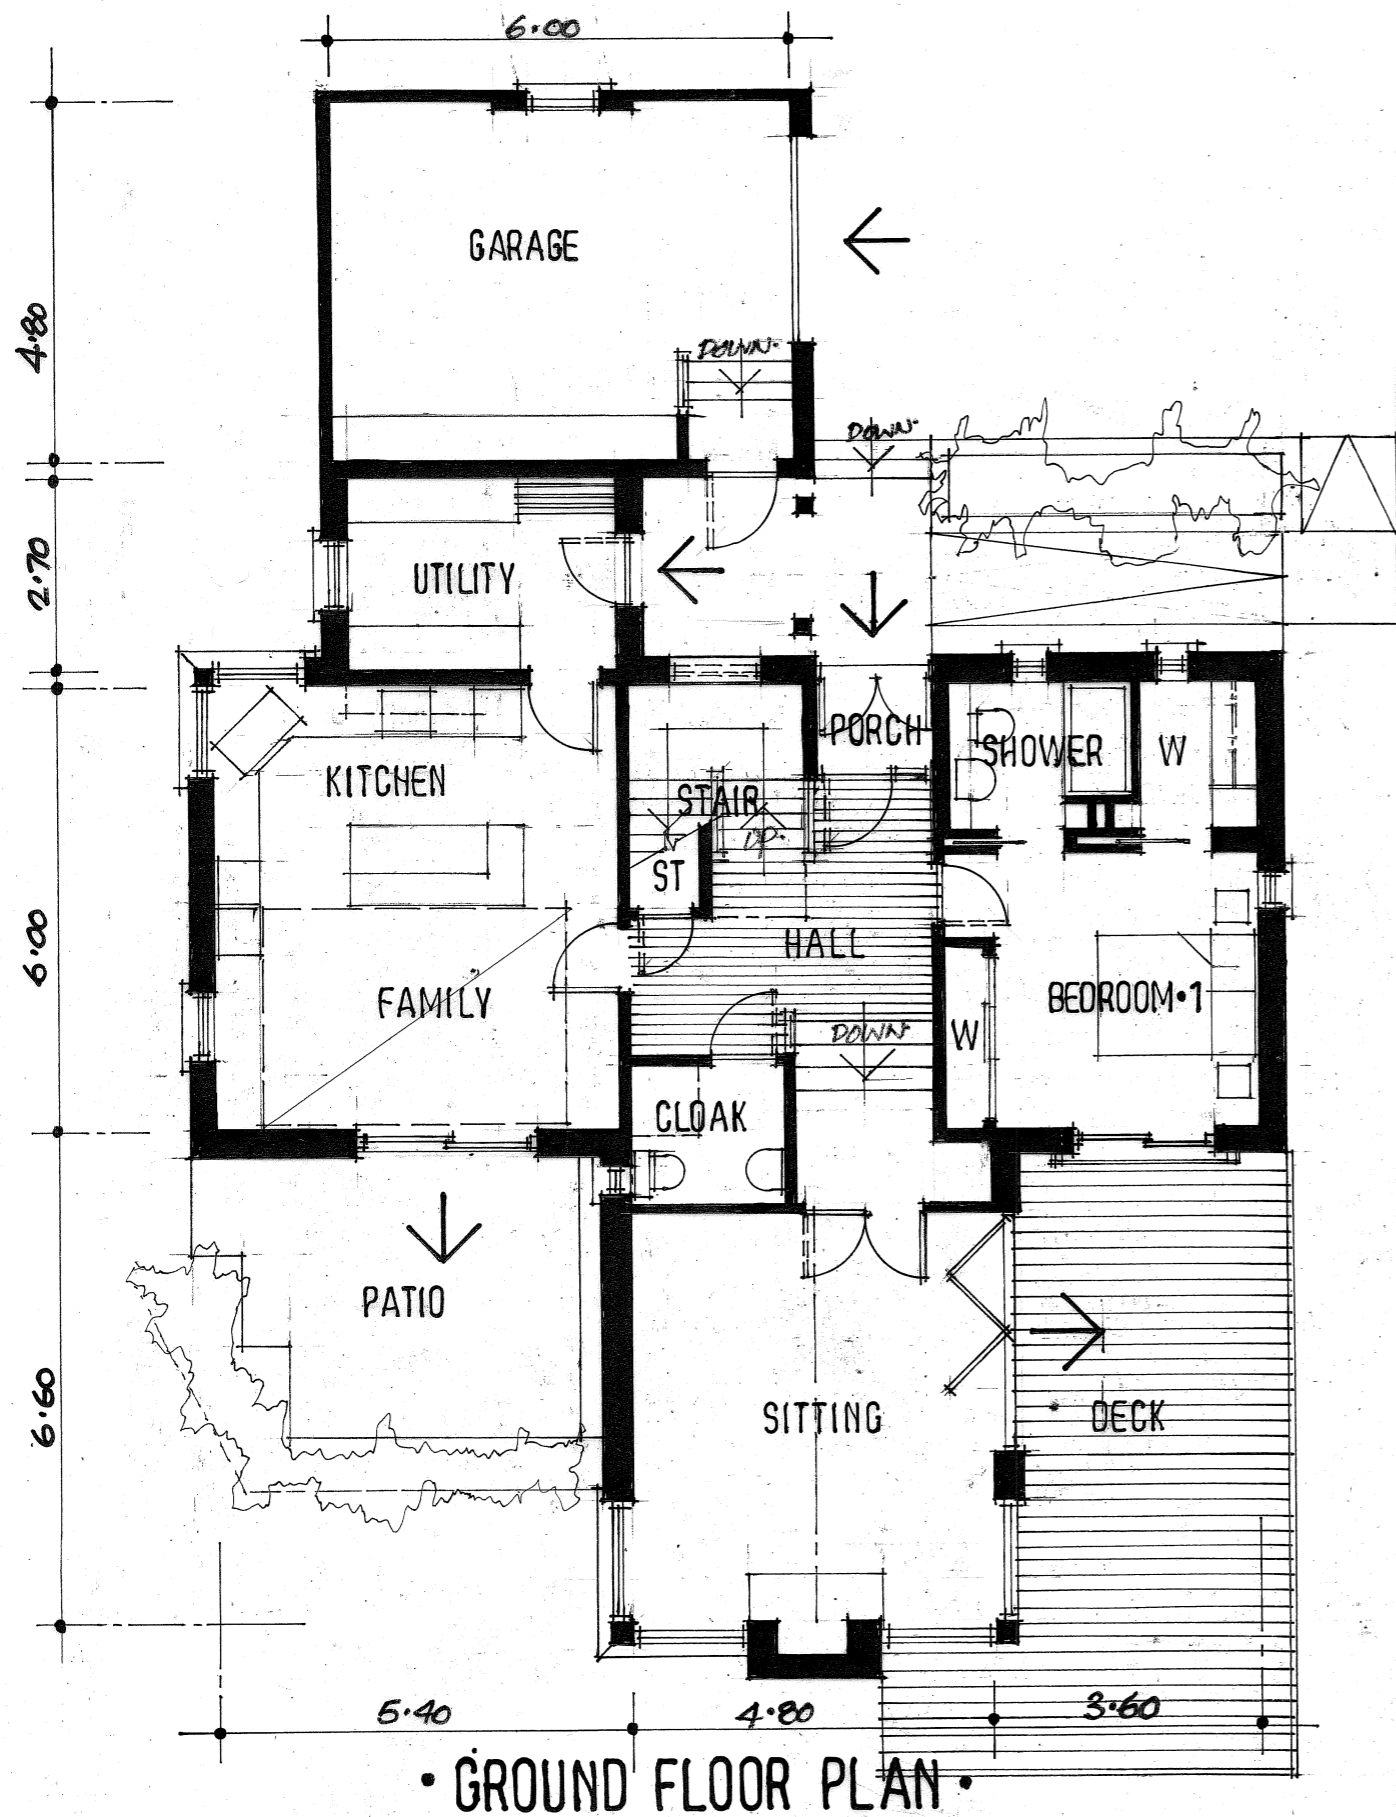 6·00
GARAGE
4·80
DOWN·
DOWN·
2·70
UTILITY
PORCH
SHOWER
W
KITCHEN
STAIR
UP·
ST
6·00
HALL
FAMILY
BEDROOM·1
DOWN·
W
CLOAK
PATIO
6·60
SITTING
DECK
5·40
4·80
3·60
· GROUND FLOOR PLAN ·